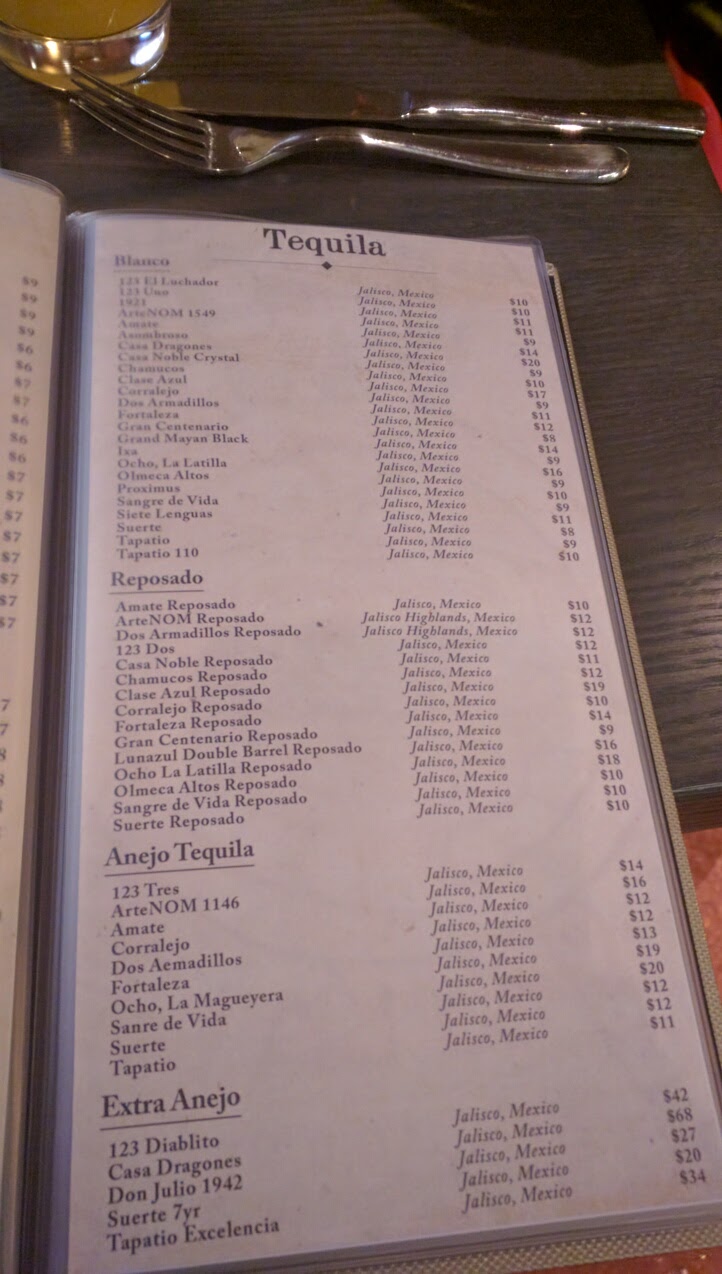 $9
$9
$9
$9
$6
$6
$7
$7
$6
$6
$6
$7
$7
$7
$7
$7
$7
$7
7
7
8
Tequila
Blanco
123 El Luchador Jalisco, Mexico $10
123 Uno Jalisco, Mexico $10
1921 Jalisco, Mexico $11
ArteNOM 1549 Jalisco, Mexico $11
Amate Jalisco, Mexico $9
Asombroso Jalisco, Mexico $14
Casa Dragones Jalisco, Mexico $20
Casa Noble Crystal Jalisco, Mexico $9
Chamucos Jalisco, Mexico $10
Clase Azul Jalisco, Mexico $17
Corralejo Jalisco, Mexico $9
Dos Armadillos Jalisco, Mexico $11
Fortaleza Jalisco, Mexico $12
Gran Centenario Jalisco, Mexico $8
Grand Mayan Black Jalisco, Mexico $14
Ixa Jalisco, Mexico $9
Ocho, La Latilla Jalisco, Mexico $16
Olmeca Altos Jalisco, Mexico $9
Proximus Jalisco, Mexico $10
Sangre de Vida Jalisco, Mexico $9
Siete Lenguas Jalisco, Mexico $11
Suerte Jalisco, Mexico $8
Tapatio Jalisco, Mexico $9
Tapatio 110 Jalisco, Mexico $10
Reposado
Amate Reposado Jalisco, Mexico $10
ArteNOM Reposado Jalisco Highlands, Mexico $12
Dos Armadillos Reposado Jalisco Highlands, Mexico $12
123 Dos Jalisco, Mexico $12
Casa Noble Reposado Jalisco, Mexico $11
Chamucos Reposado Jalisco, Mexico $12
Clase Azul Reposado Jalisco, Mexico $19
Corralejo Reposado Jalisco, Mexico $10
Fortaleza Reposado Jalisco, Mexico $14
Gran Centenario Reposado Jalisco, Mexico $9
Lunazul Double Barrel Reposado Jalisco, Mexico $16
Ocho La Latilla Reposado Jalisco, Mexico $18
Olmeca Altos Reposado Jalisco, Mexico $10
Sangre de Vida Reposado Jalisco, Mexico $10
Suerte Reposado Jalisco, Mexico $10
Anejo Tequila
123 Tres Jalisco, Mexico $14
ArteNOM 1146 Jalisco, Mexico $16
Amate Jalisco, Mexico $12
Corralejo Jalisco, Mexico $12
Dos Aemadillos Jalisco, Mexico $13
Fortaleza Jalisco, Mexico $19
Ocho, La Magueyera Jalisco, Mexico $20
Sanre de Vida Jalisco, Mexico $12
Suerte Jalisco, Mexico $12
Tapatio Jalisco, Mexico $11
Extra Anejo
123 Diablito Jalisco, Mexico $42
Casa Dragones Jalisco, Mexico $68
Don Julio 1942 Jalisco, Mexico $27
Suerte 7yr Jalisco, Mexico $20
Tapatio Excelencia Jalisco, Mexico $34